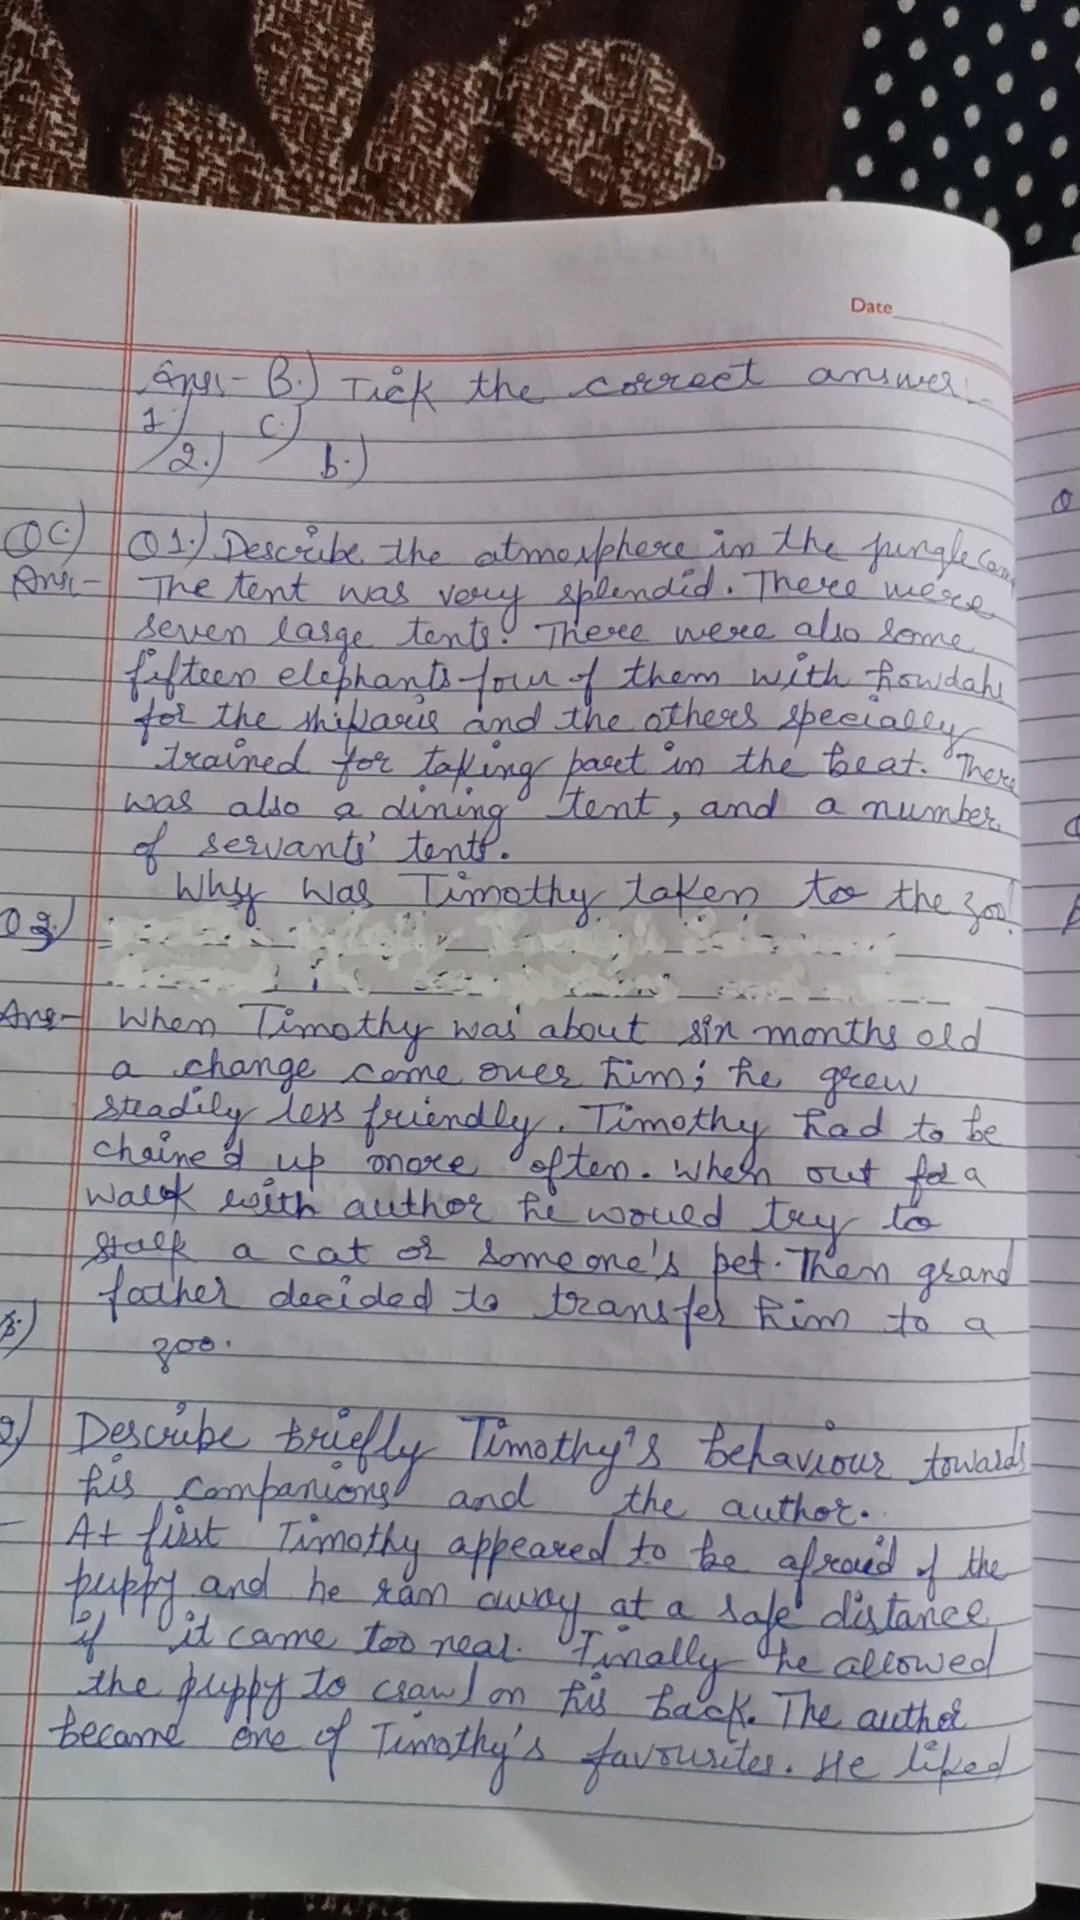 Date
Ans:- B.) Tick the correct answer:-
1.) c.)
2.) b.)
Q C.) Q 1.) Describe the atmosphere in the jungle cam
Ans:- The tent was very splendid. There were
seven large tents. There were also some
fifteen elephants-four of them with howdahs
for the shikaris and the others specially
trained for taking part in the beat. There
was also a dining tent, and a number
of servants' tents.
Why was Timothy taken to the zoo?
Q 3.)
Ans- When Timothy was about six months old
a change came over him; he grew
steadily less friendly. Timothy had to be
chained up more often. When out for a
walk with author he would try to
stalk a cat or someone's pet. Then grand
father decided to transfer him to a
zoo.
2) Describe briefly Timothy's behaviour towards
his companions and the author.
- At first Timothy appeared to be afraid of the
puppy and he ran away at a safe distance
if it came too near. Finally he allowed
the puppy to crawl on his back. The author
became one of Timothy's favourites. He liked